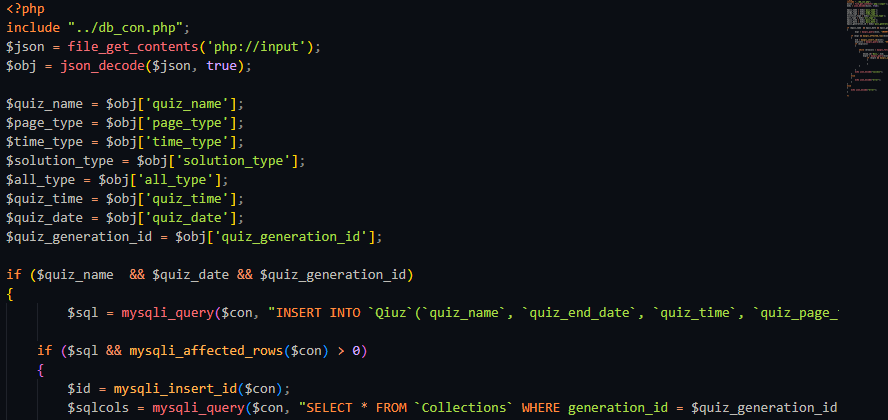 <?php
include "../db_con.php";
$json = file_get_contents('php://input');
$obj = json_decode($json, true);
$quiz_name = $obj['quiz_name'];
$page_type = $obj['page_type'];
$time_type = $obj['time_type'];
$solution_type = $obj['solution_type'];
$all_type = $obj['all_type'];
$quiz_time = $obj['quiz_time'];
$quiz_date = $obj['quiz_date'];
$quiz_generation_id = $obj['quiz_generation_id'];
if ($quiz_name  && $quiz_date && $quiz_generation_id)
{
$sql = mysqli_query($con, "INSERT INTO `Qiuz`(`quiz_name`, `quiz_end_date`, `quiz_time`, `quiz_page_
if ($sql && mysqli_affected_rows($con) > 0)
{
$id = mysqli_insert_id($con);
$sqlcols = mysqli_query($con, "SELECT * FROM `Collections` WHERE generation_id = $quiz_generation_id